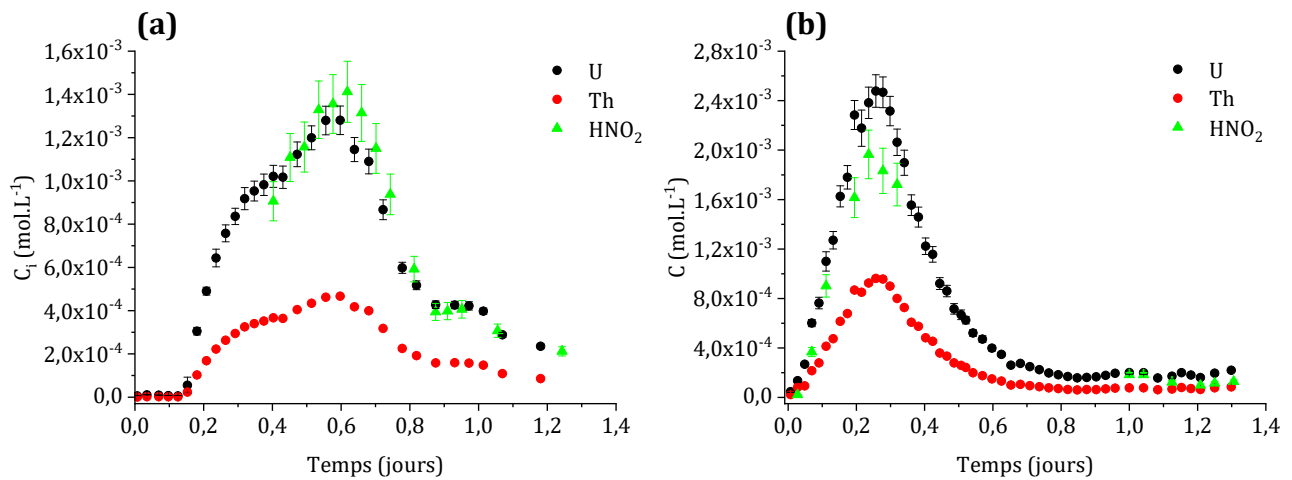 (a)
1,6x10⁻³
1,4x10⁻³
1,2x10⁻³
1,0x10⁻³
8,0x10⁻⁴
6,0x10⁻⁴
4,0x10⁻⁴
2,0x10⁻⁴
0,0
Cᵢ (mol.L⁻¹)
U
Th
HNO₂
0,0 0,2 0,4 0,6 0,8 1,0 1,2 1,4
Temps (jours)
(b)
2,8x10⁻³
2,4x10⁻³
2,0x10⁻³
1,6x10⁻³
1,2x10⁻³
8,0x10⁻⁴
4,0x10⁻⁴
0,0
C (mol.L⁻¹)
U
Th
HNO₂
0,0 0,2 0,4 0,6 0,8 1,0 1,2 1,4
Temps (jours)